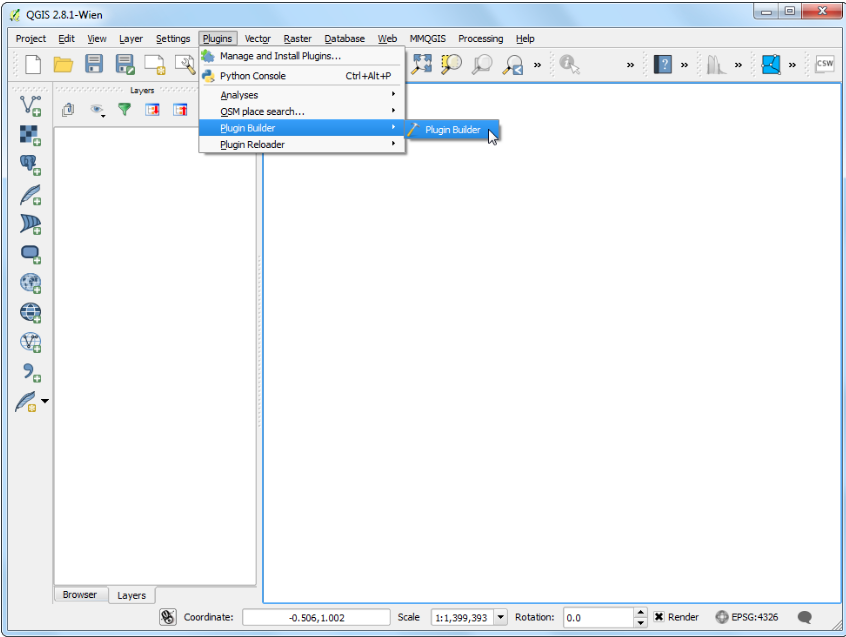 QGIS 2.8.1-Wien
Project Edit View Layer Settings Plugins Vector Raster Database Web MMQGIS Processing Help
Manage and Install Plugins...
Python Console Ctrl+Alt+P
Analyses
OSM place search...
Plugin Builder
Plugin Reloader
Plugin Builder
» » ? » » » CSW
Layers
Browser Layers
Coordinate: -0.506,1.002 Scale 1:1,399,393 Rotation: 0.0 Render EPSG:4326